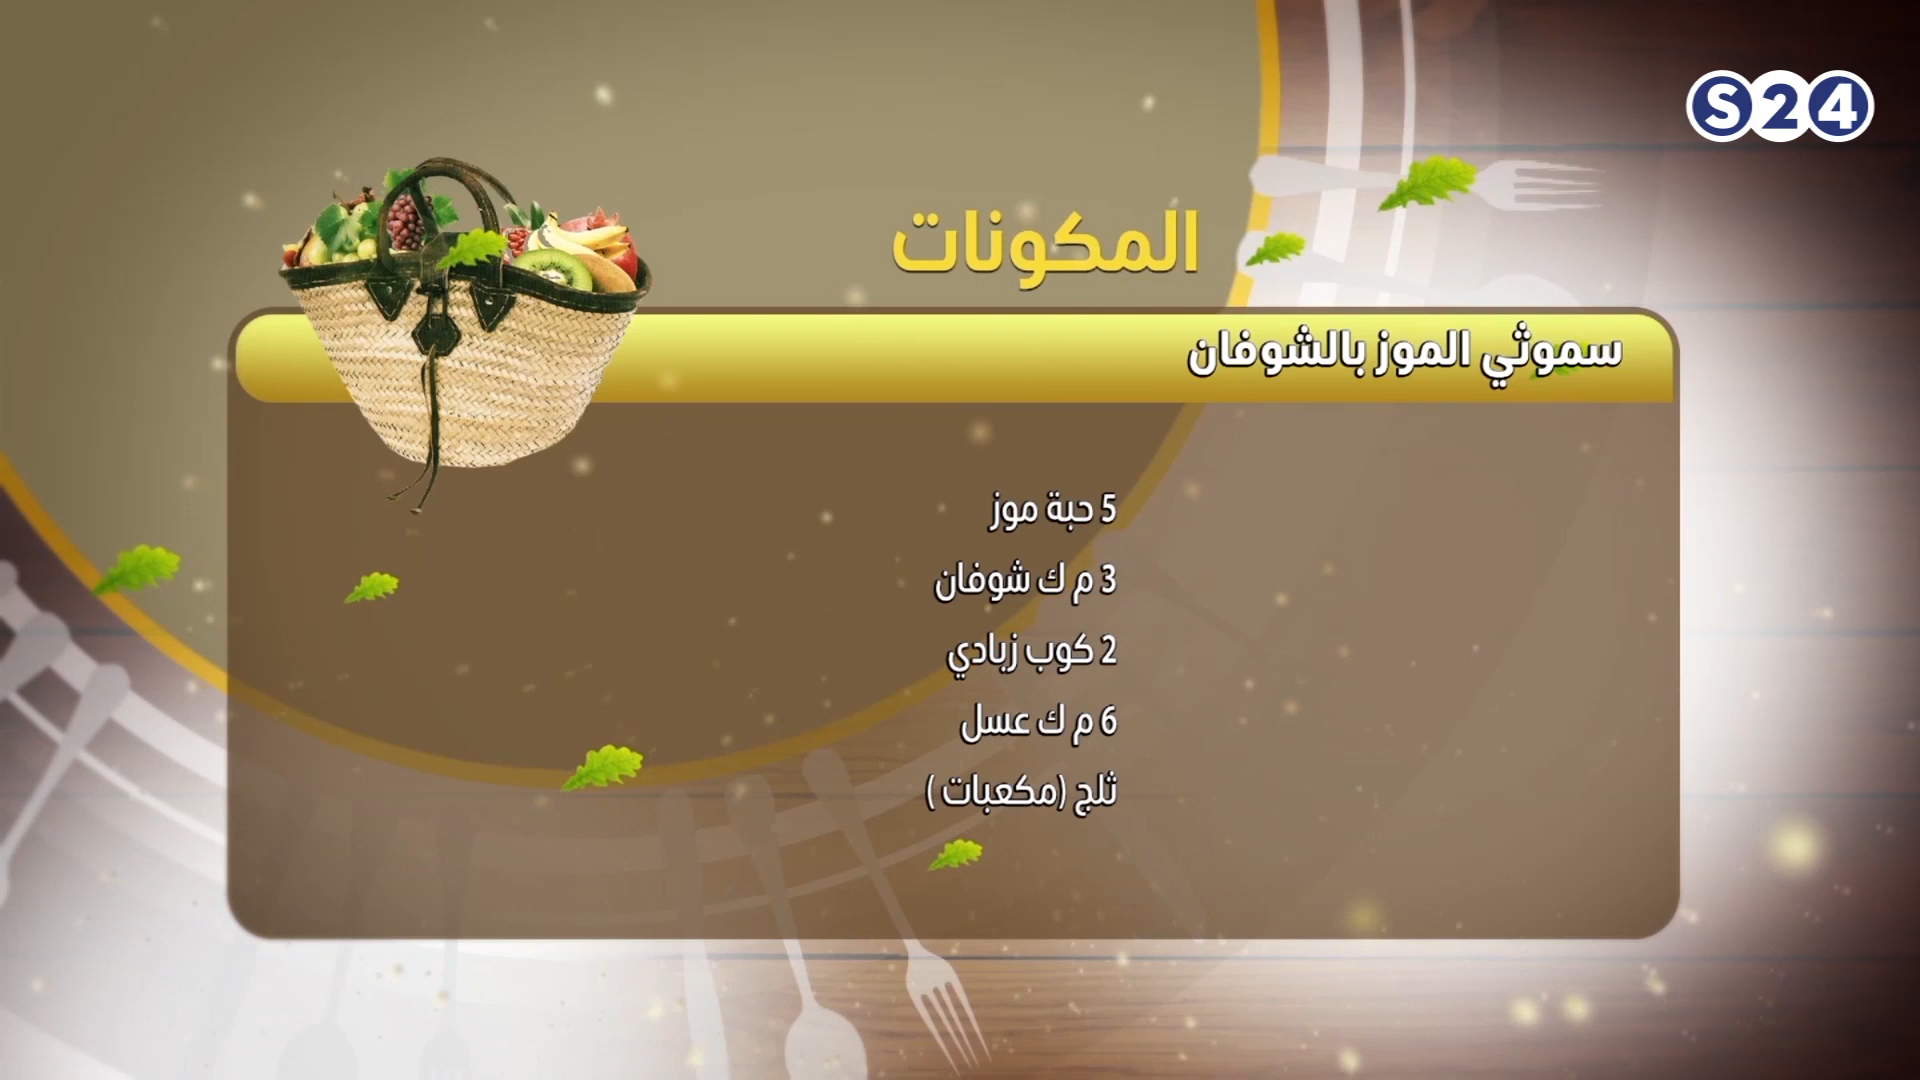 S24
المكونات
سموثي الموز بالشوفان
5 حبة موز
3 م ك شوفان
2 كوب زبادي
6 م ك عسل
ثلج (مكعبات )